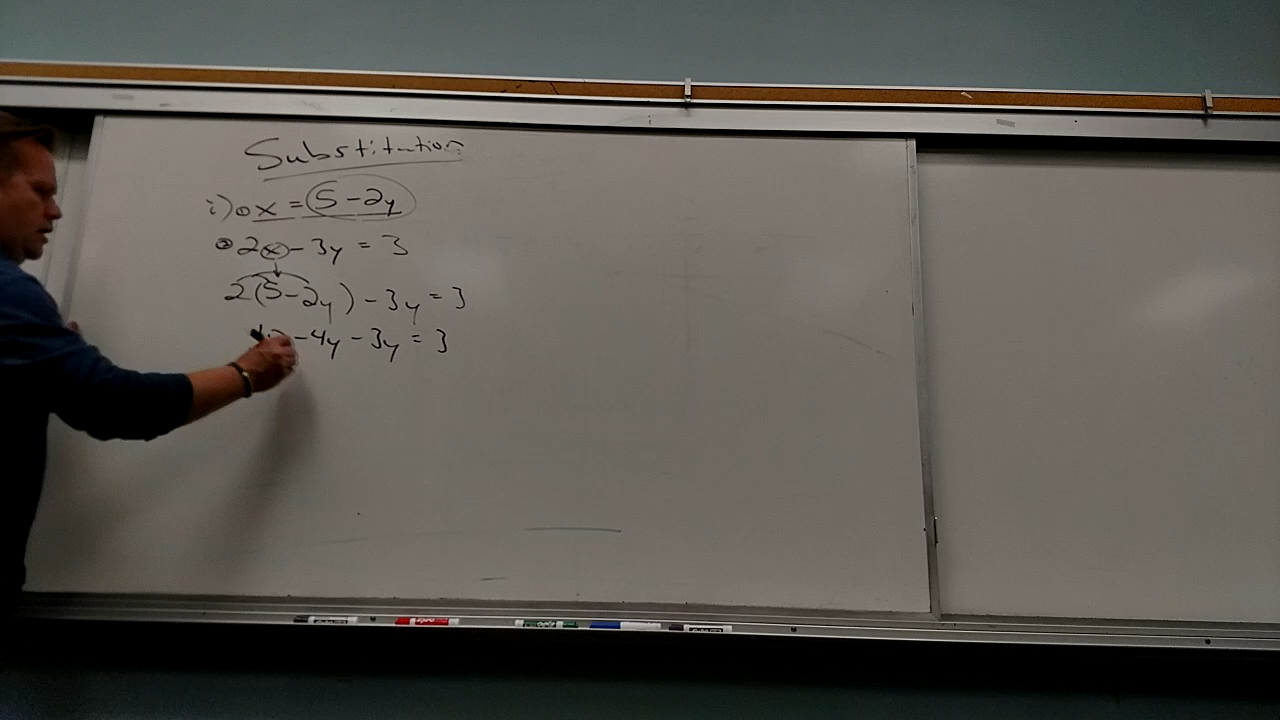 Substitution
i) ① x = 5 - 2y
② 2x - 3y = 3
2(5 - 2y) - 3y = 3
- 4y - 3y = 3